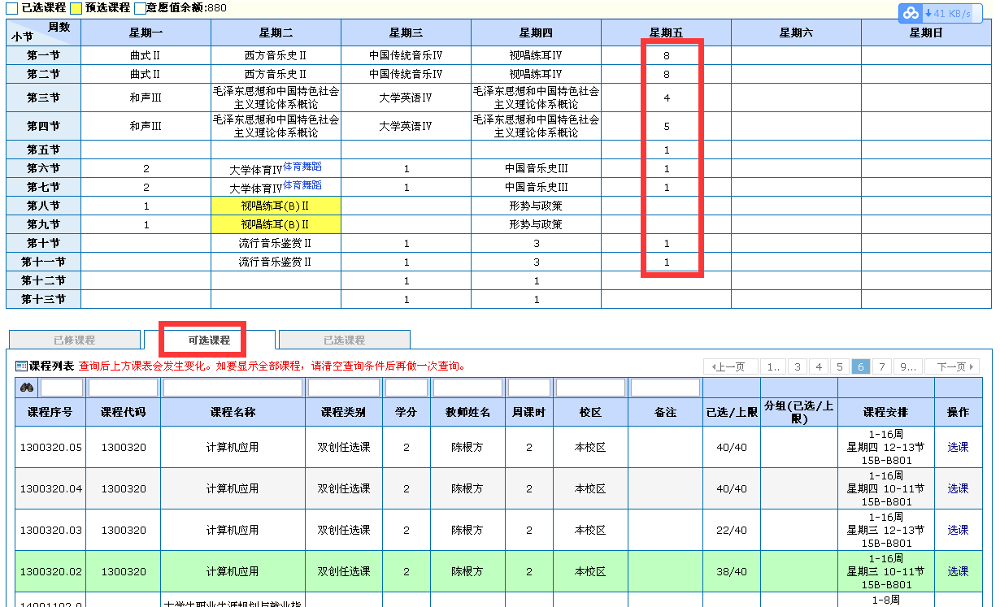 已选课程 预选课程 意愿值余额:880
41 KB/s
周数
小节
星期一 星期二 星期三 星期四 星期五 星期六 星期日
第一节 曲式Ⅱ 西方音乐史Ⅱ 中国传统音乐Ⅳ 视唱练耳Ⅳ 8
第二节 曲式Ⅱ 西方音乐史Ⅱ 中国传统音乐Ⅳ 视唱练耳Ⅳ 8
第三节 和声Ⅲ 毛泽东思想和中国特色社会主义理论体系概论 大学英语Ⅳ 毛泽东思想和中国特色社会主义理论体系概论 4
第四节 和声Ⅲ 毛泽东思想和中国特色社会主义理论体系概论 大学英语Ⅳ 毛泽东思想和中国特色社会主义理论体系概论 5
第五节 1
第六节 2 大学体育Ⅳ体育舞蹈 1 中国音乐史Ⅲ 1
第七节 2 大学体育Ⅳ体育舞蹈 1 中国音乐史Ⅲ 1
第八节 1 视唱练耳(B)Ⅱ 形势与政策
第九节 1 视唱练耳(B)Ⅱ 形势与政策
第十节 流行音乐鉴赏Ⅱ 1 3 1
第十一节 流行音乐鉴赏Ⅱ 1 3 1
第十二节 1 1
第十三节 1 1
已修课程 可选课程 已选课程
课程列表 查询后上方课表会发生变化。如要显示全部课程，请清空查询条件后再做一次查询。 上一页 1.. 3 4 5 6 7 9... 下一页
课程序号 课程代码 课程名称 课程类别 学分 教师姓名 周课时 校区 备注 已选/上限 分组(已选/上限) 课程安排 操作
1300320.05 1300320 计算机应用 双创任选课 2 陈根方 2 本校区 40/40 1-16周 星期四 12-13节 15B-B801 选课
1300320.04 1300320 计算机应用 双创任选课 2 陈根方 2 本校区 40/40 1-16周 星期四 10-11节 15B-B801 选课
1300320.03 1300320 计算机应用 双创任选课 2 陈根方 2 本校区 22/40 1-16周 星期三 12-13节 15B-B801 选课
1300320.02 1300320 计算机应用 双创任选课 2 陈根方 2 本校区 38/40 1-16周 星期三 10-11节 15B-B801 选课
14001102.0 大学生职业生涯规划与就业指 1-8周